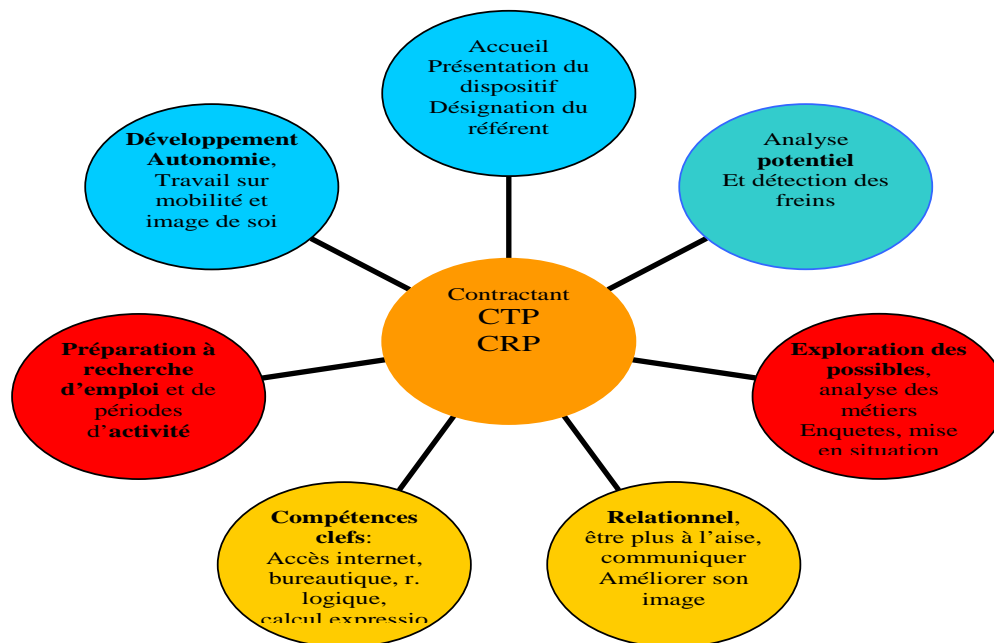 Accueil
Présentation du
dispositif
Désignation du
référent
Développement
Autonomie,
Travail sur
mobilité et
image de soi
Analyse
potentiel
Et détection des
freins
Contractant
CTP
CRP
Préparation à
recherche
d'emploi et de
périodes
d'activité
Exploration des
possibles,
analyse des
métiers
Enquetes, mise
en situation
Compétences
clefs:
Accès internet,
bureautique, r.
logique,
calcul expressio
Relationnel,
être plus à l'aise,
communiquer
Améliorer son
image